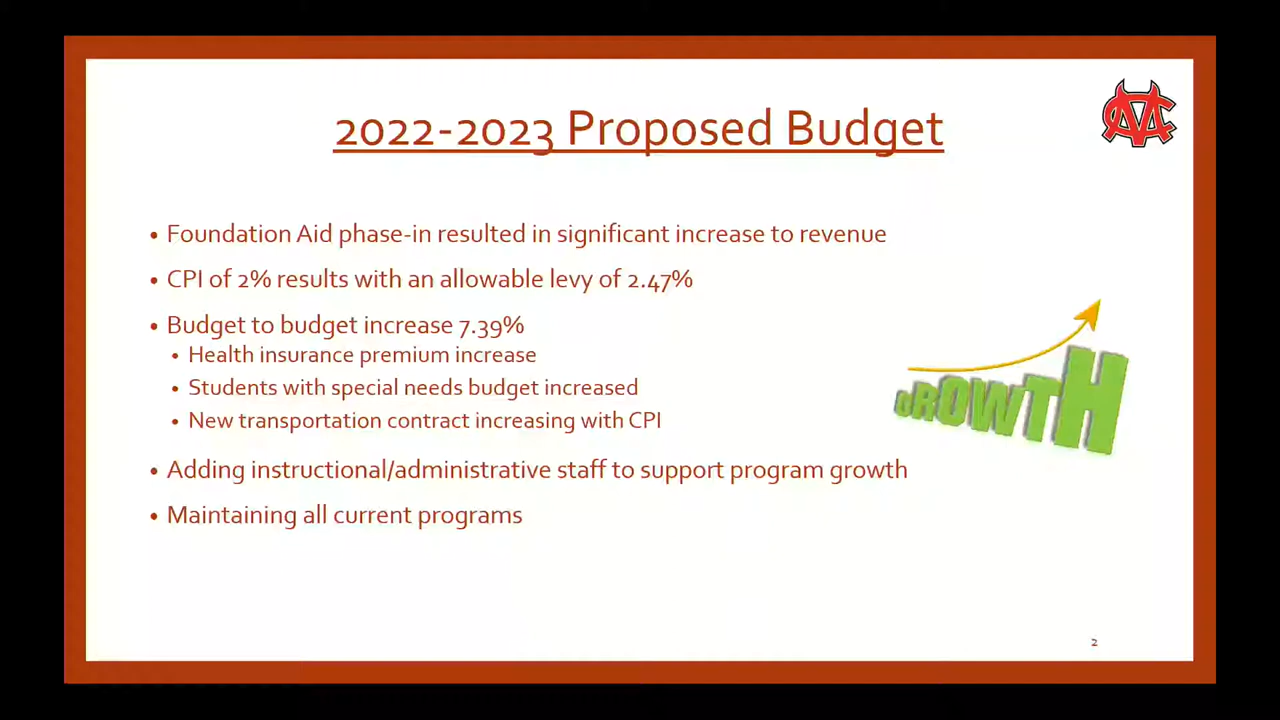 2022-2023 Proposed Budget
• Foundation Aid phase-in resulted in significant increase to revenue
• CPI of 2% results with an allowable levy of 2.47%
• Budget to budget increase 7.39%
• Health insurance premium increase
• Students with special needs budget increased
• New transportation contract increasing with CPI
GROWTH
• Adding instructional/administrative staff to support program growth
• Maintaining all current programs
2